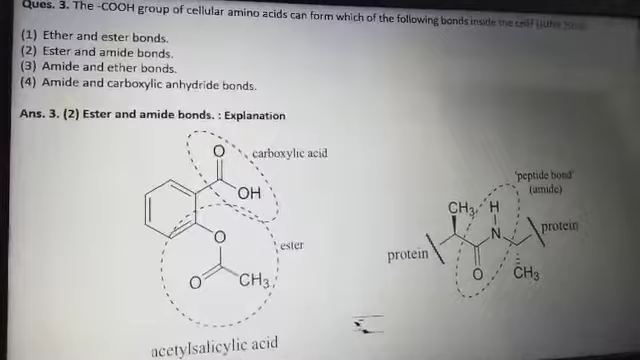 Ques. 3. The -COOH group of cellular amino acids can form which of the following bonds inside the cell?
(1) Ether and ester bonds.
(2) Ester and amide bonds.
(3) Amide and ether bonds.
(4) Amide and carboxylic anhydride bonds.
Ans. 3. (2) Ester and amide bonds. : Explanation
O
carboxylic acid
OH
O
ester
O
CH3
acetylsalicylic acid
'peptide bond'
(amide)
CH3
H
N
protein
protein
O
CH3